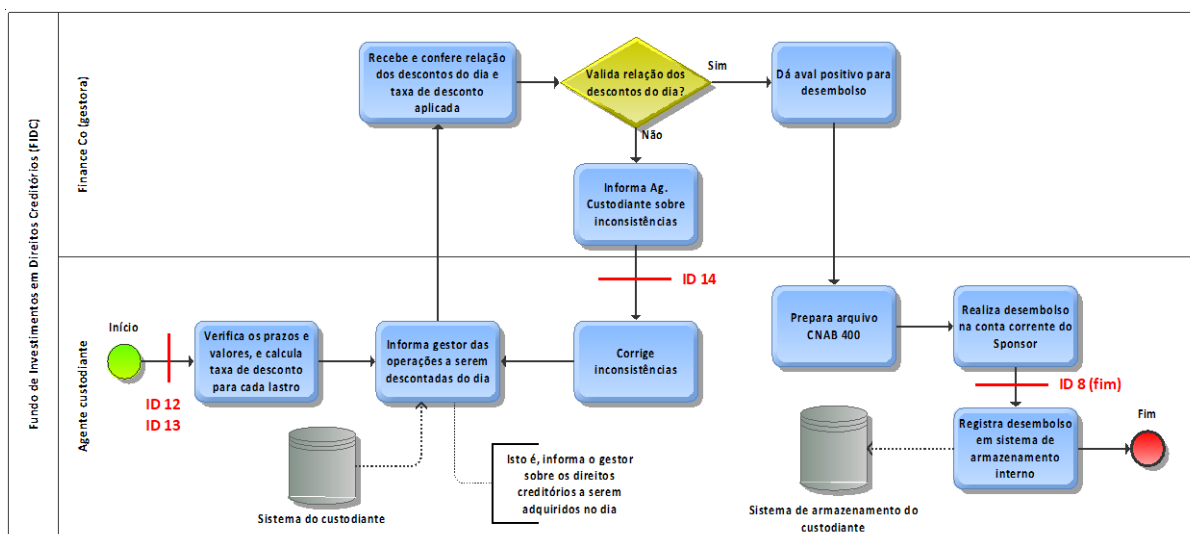 Fundo de Investimentos em Direitos Creditórios (FIDC)
Finance Co (gestora)
Recebe e confere relação
dos descontos do dia e
taxa de desconto
aplicada
Valida relação dos
descontos do dia?
Sim
Dá aval positivo para
desembolso
Não
Informa Ag.
Custodiante sobre
inconsistências
Agente custodiante
ID 14
Início
ID 12
ID 13
Verifica os prazos e
valores, e calcula
taxa de desconto
para cada lastro
Informa gestor das
operações a serem
descontadas do dia
Corrige
inconsistências
Prepara arquivo
CNAB 400
Realiza desembolso
na conta corrente do
Sponsor
ID 8 (fim)
Registra desembolso
em sistema de
armazenamento
interno
Fim
Sistema do custodiante
Isto é, informa o gestor
sobre os direitos
creditórios a serem
adquiridos no dia
Sistema de armazenamento do
custodiante